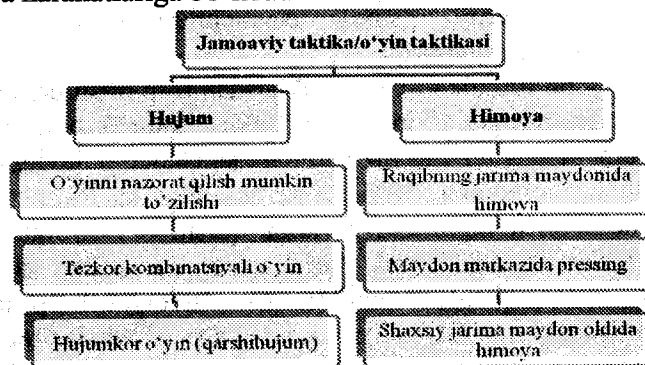 Jamoaviy taktika/o‘yin taktikasi
Hujum
Himoya
O‘yinni nazorat qilish mumkin
to‘zilishi
Raqibning jarima maydonida
himoya
Tezkor kombinatsiyali o‘yin
Maydon markazida pressing
Hujumkor o‘yin (qarshihujum)
Shaxsiy jarima maydon oldida
himoya